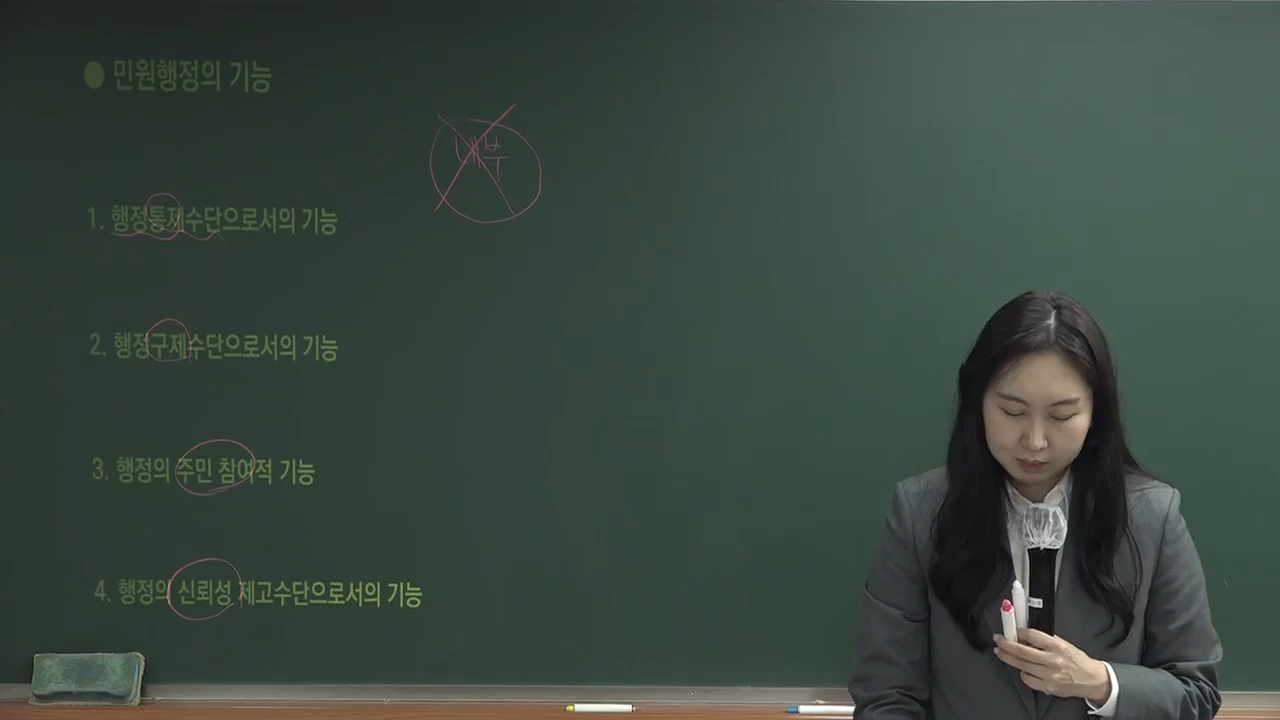 ● 민원행정의 기능
내부
1. 행정통제수단으로서의 기능
2. 행정구제수단으로서의 기능
3. 행정의 주민 참여적 기능
4. 행정의 신뢰성 제고수단으로서의 기능